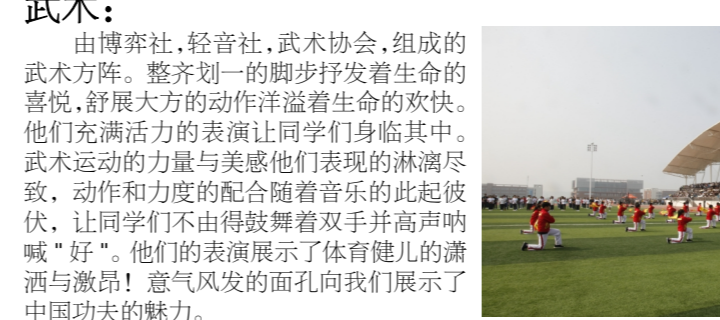 武术：
由博弈社,轻音社,武术协会,组成的
武术方阵。整齐划一的脚步抒发着生命的
喜悦,舒展大方的动作洋溢着生命的欢快。
他们充满活力的表演让同学们身临其中。
武术运动的力量与美感他们表现的淋漓尽
致，动作和力度的配合随着音乐的此起彼
伏，让同学们不由得鼓舞着双手并高声呐
喊"好"。他们的表演展示了体育健儿的潇
洒与激昂！意气风发的面孔向我们展示了
中国功夫的魅力。